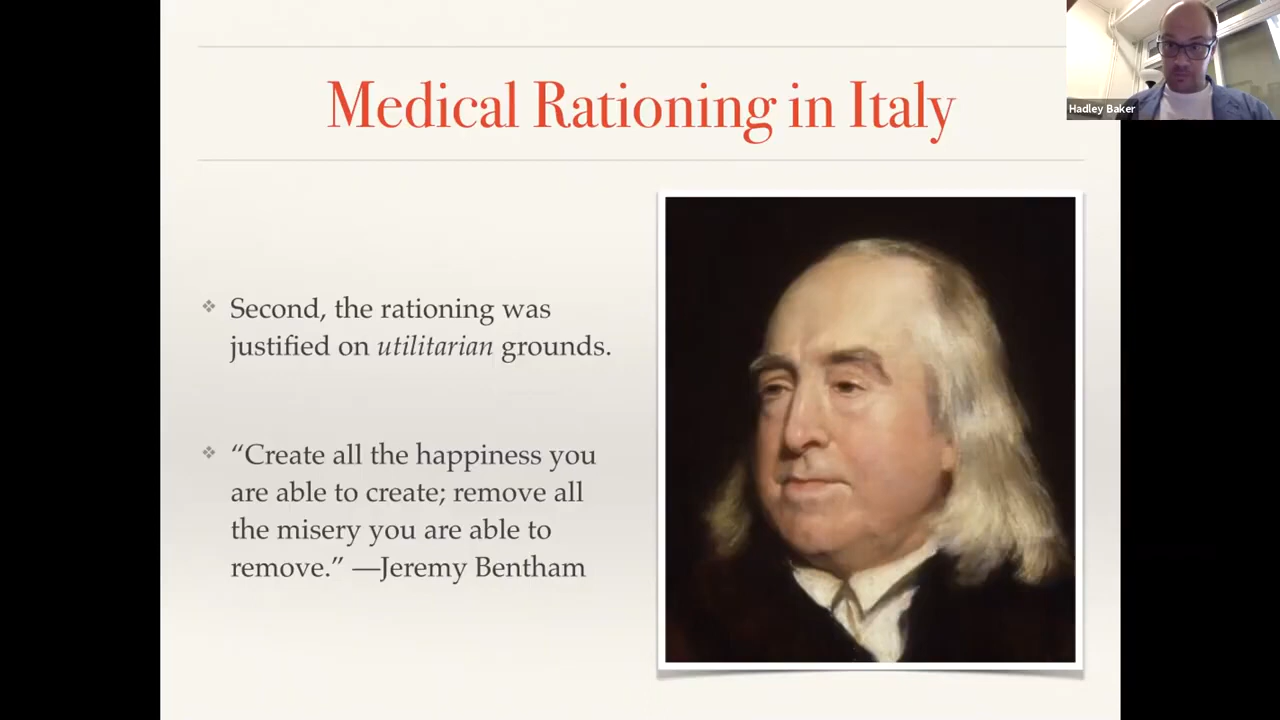 Medical Rationing in Italy
Hadley Baker
❖ Second, the rationing was
justified on utilitarian grounds.
❖ “Create all the happiness you
are able to create; remove all
the misery you are able to
remove.” —Jeremy Bentham